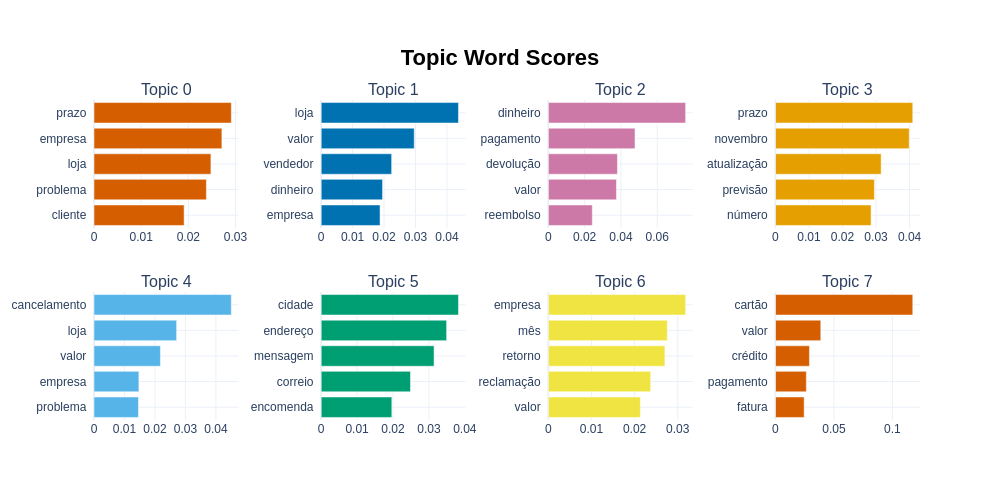 Topic Word Scores
Topic 0
prazo
empresa
loja
problema
cliente
0 0.01 0.02 0.03
Topic 1
loja
valor
vendedor
dinheiro
empresa
0 0.01 0.02 0.03 0.04
Topic 2
dinheiro
pagamento
devolução
valor
reembolso
0 0.02 0.04 0.06
Topic 3
prazo
novembro
atualização
previsão
número
0 0.01 0.02 0.03 0.04
Topic 4
cancelamento
loja
valor
empresa
problema
0 0.01 0.02 0.03 0.04
Topic 5
cidade
endereço
mensagem
correio
encomenda
0 0.01 0.02 0.03 0.04
Topic 6
empresa
mês
retorno
reclamação
valor
0 0.01 0.02 0.03
Topic 7
cartão
valor
crédito
pagamento
fatura
0 0.05 0.1